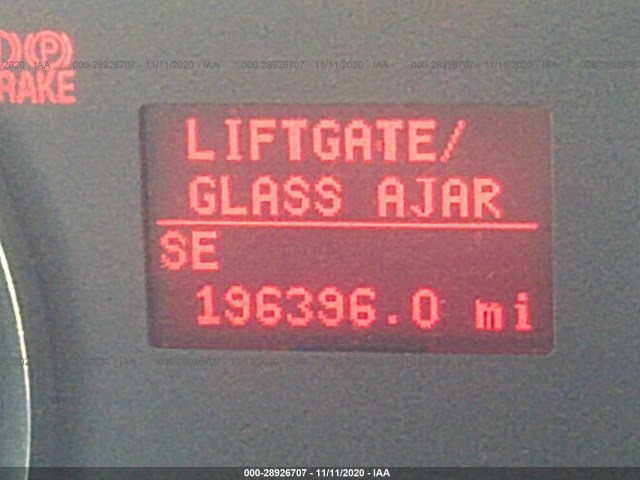 (P)
BRAKE
LIFTGATE/
GLASS AJAR
SE
196396.0 mi
000-28926707 - 11/11/2020 - IAA